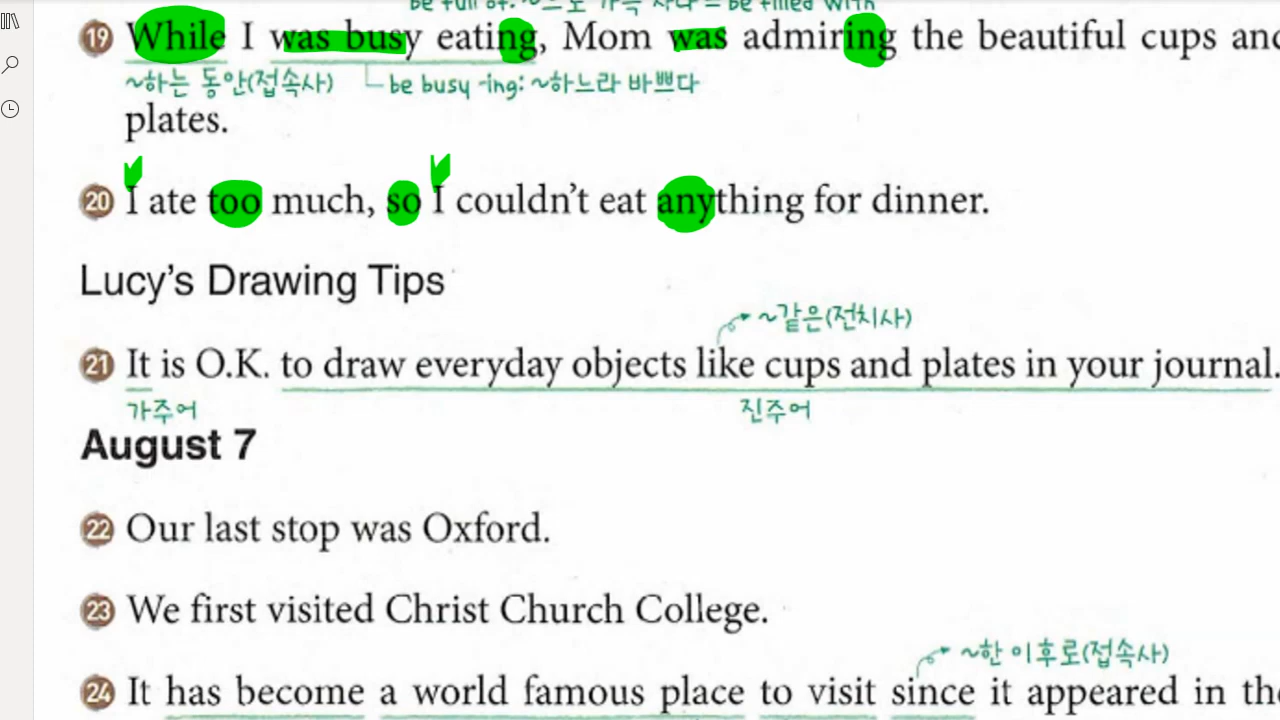 be full of: ~으로 가득 차다 = be filled with
19 While I was busy eating, Mom was admiring the beautiful cups and
~하는 동안(접속사) be busy -ing: ~하느라 바쁘다
plates.
20 I ate too much, so I couldn't eat anything for dinner.
Lucy's Drawing Tips
~같은(전치사)
21 It is O.K. to draw everyday objects like cups and plates in your journal.
가주어 진주어
August 7
22 Our last stop was Oxford.
23 We first visited Christ Church College.
~한 이후로(접속사)
24 It has become a world famous place to visit since it appeared in the